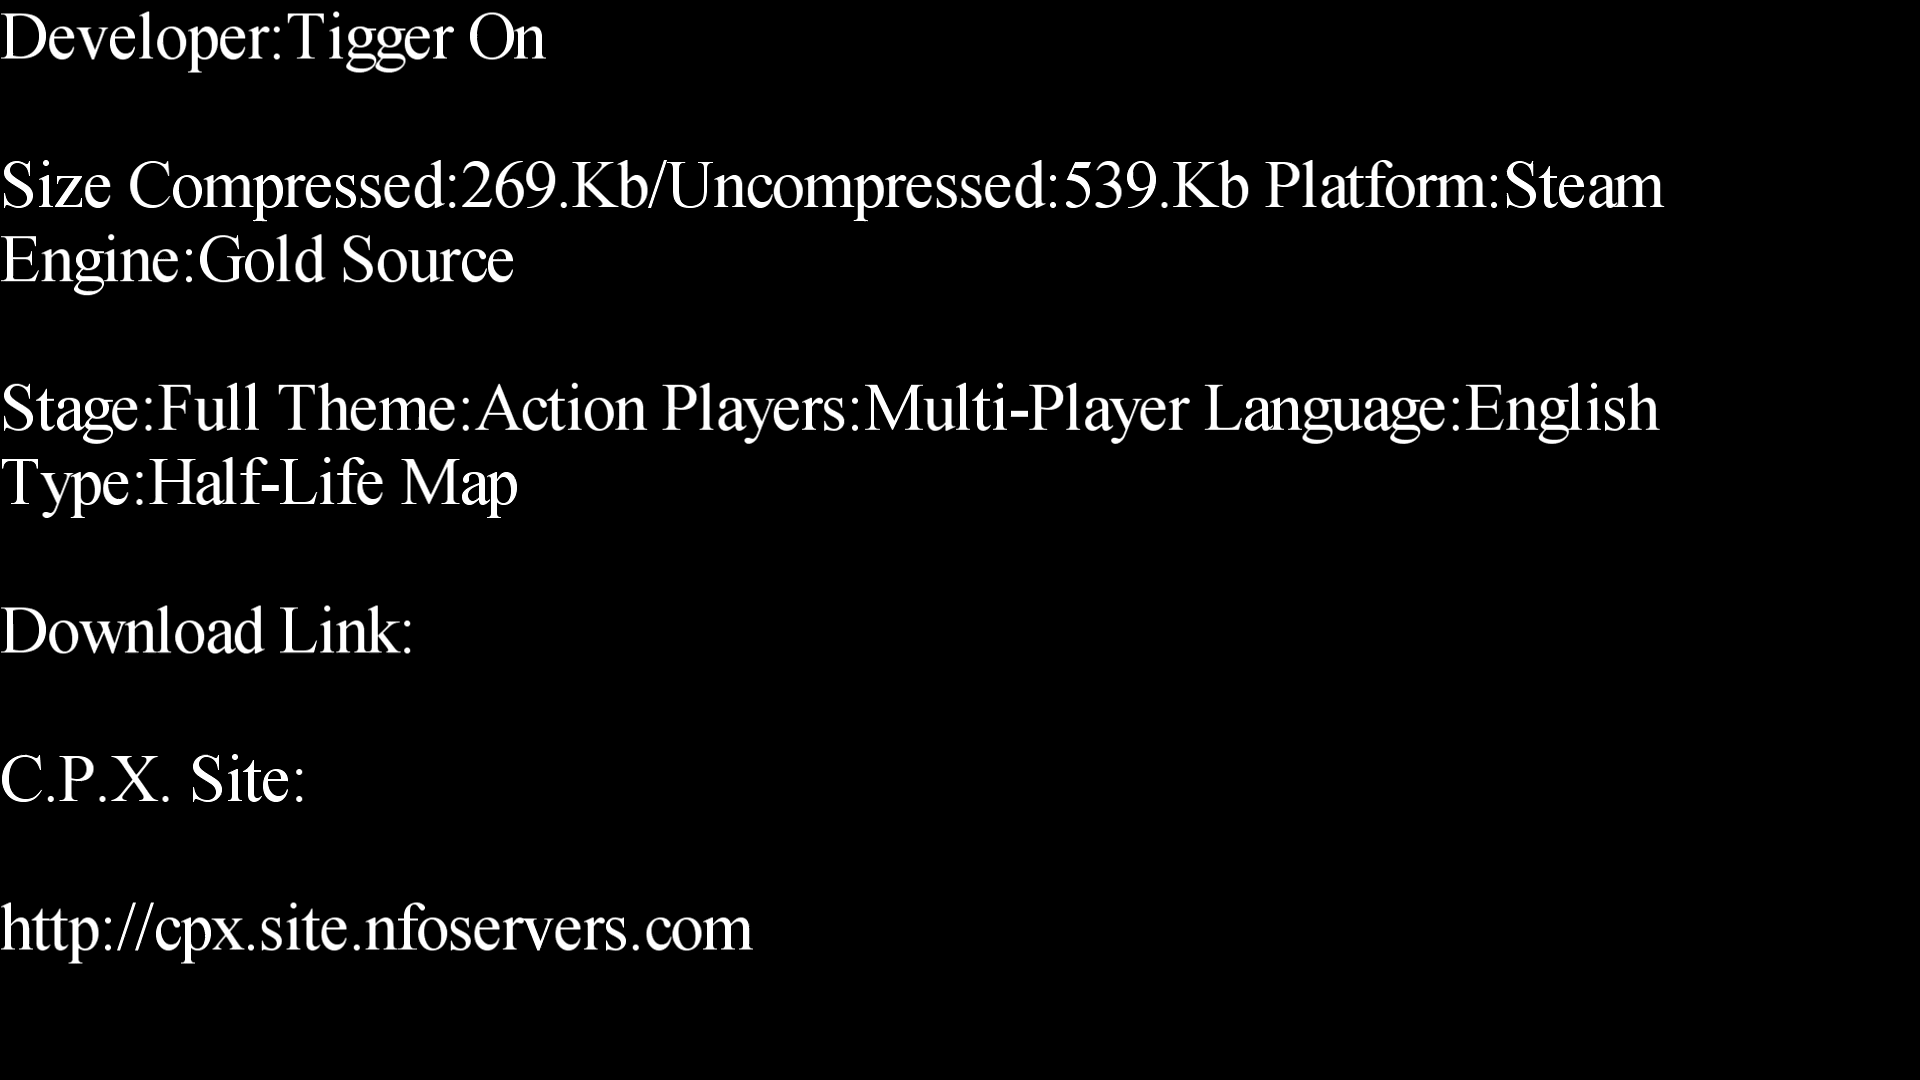 Developer:Tigger On
Size Compressed:269.Kb/Uncompressed:539.Kb Platform:Steam
Engine:Gold Source
Stage:Full Theme:Action Players:Multi-Player Language:English
Type:Half-Life Map
Download Link:
C.P.X. Site:
http://cpx.site.nfoservers.com